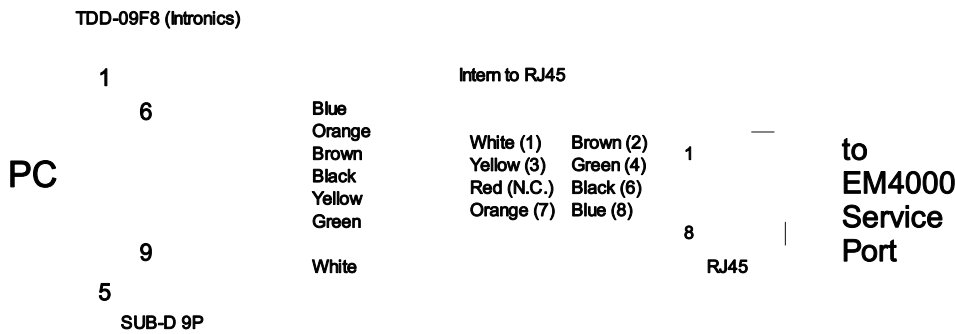 TDD-09F8 (Intronics)
1
6
9
5
PC
SUB-D 9P
Blue
Orange
Brown
Black
Yellow
Green
White
Intern to RJ45
White (1) Brown (2)
Yellow (3) Green (4)
Red (N.C.) Black (6)
Orange (7) Blue (8)
1
8
RJ45
to
EM4000
Service
Port